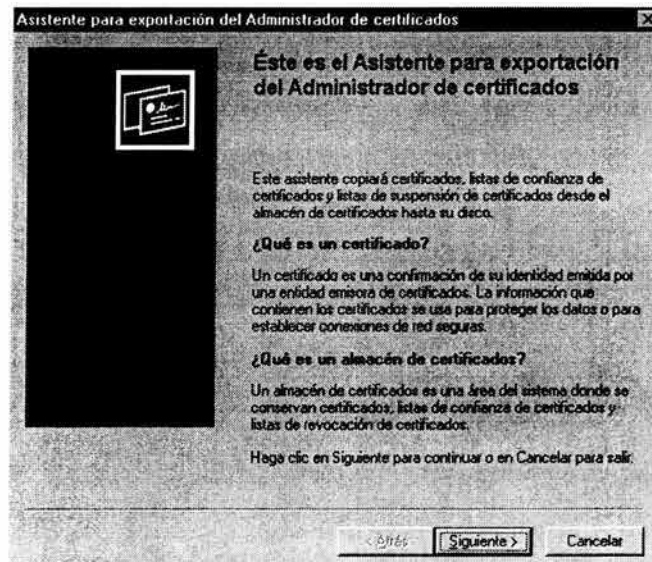 Asistente para exportación del Administrador de certificados
Éste es el Asistente para exportación
del Administrador de certificados
Este asistente copiará certificados, listas de confianza de
certificados y listas de suspensión de certificados desde el
almacén de certificados hasta su disco.
¿Qué es un certificado?
Un certificado es una confirmación de su identidad emitida por
una entidad emisora de certificados. La información que
contienen los certificados se usa para proteger los datos o para
establecer conexiones de red seguras.
¿Qué es un almacén de certificados?
Un almacén de certificados es una área del sistema donde se
conservan certificados, listas de confianza de certificados y
listas de revocación de certificados.
Haga clic en Siguiente para continuar o en Cancelar para salir.
< Atrás Siguiente > Cancelar